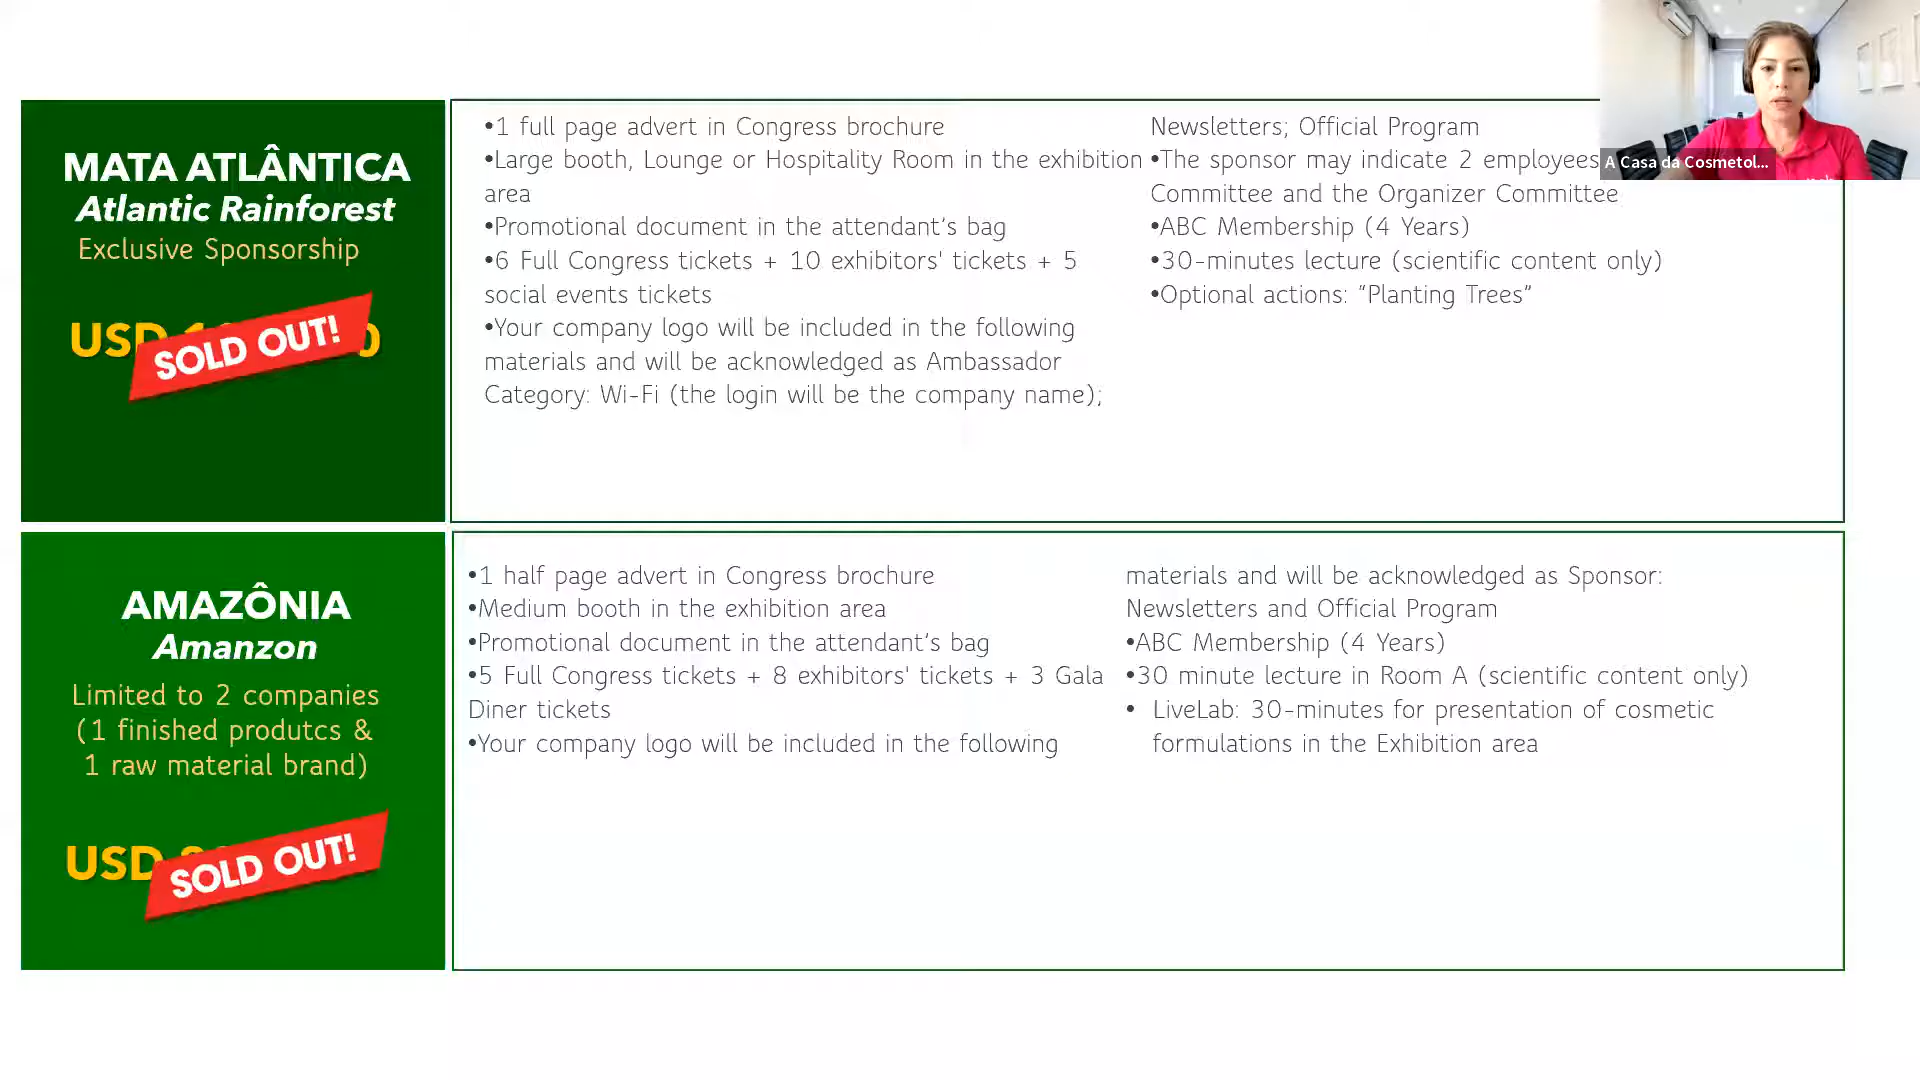 MATA ATLÂNTICA
Atlantic Rainforest
Exclusive Sponsorship
USD
SOLD OUT!
•1 full page advert in Congress brochure
•Large booth, Lounge or Hospitality Room in the exhibition
area
•Promotional document in the attendant’s bag
•6 Full Congress tickets + 10 exhibitors' tickets + 5
social events tickets
•Your company logo will be included in the following
materials and will be acknowledged as Ambassador
Category: Wi-Fi (the login will be the company name);
Newsletters; Official Program
•The sponsor may indicate 2 employees
Committee and the Organizer Committee
•ABC Membership (4 Years)
•30-minutes lecture (scientific content only)
•Optional actions: “Planting Trees”
A Casa da Cosmetol...
AMAZÔNIA
Amanzon
Limited to 2 companies
(1 finished produtcs &
1 raw material brand)
USD
SOLD OUT!
•1 half page advert in Congress brochure
•Medium booth in the exhibition area
•Promotional document in the attendant’s bag
•5 Full Congress tickets + 8 exhibitors' tickets + 3 Gala
Diner tickets
•Your company logo will be included in the following
materials and will be acknowledged as Sponsor:
Newsletters and Official Program
•ABC Membership (4 Years)
•30 minute lecture in Room A (scientific content only)
• LiveLab: 30-minutes for presentation of cosmetic
formulations in the Exhibition area